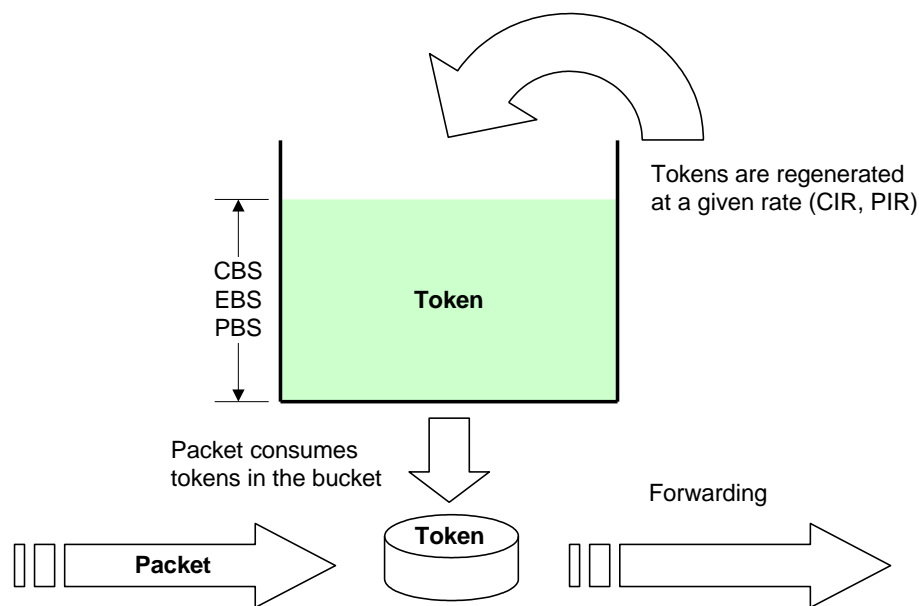 Tokens are regenerated
at a given rate (CIR, PIR)
CBS
EBS
PBS
Token
Packet consumes
tokens in the bucket
Forwarding
Packet
Token